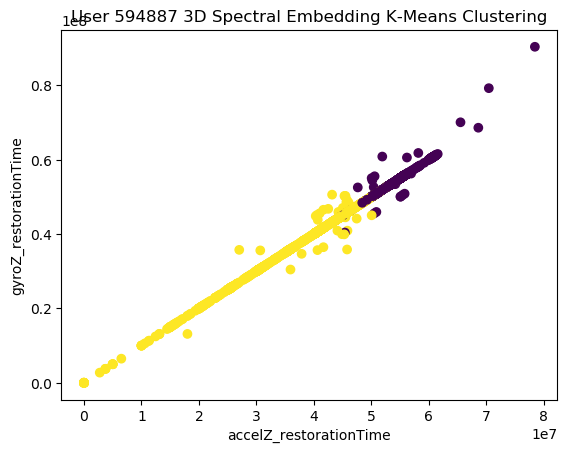 User 594887 3D Spectral Embedding K-Means Clustering
1e8
0.8
0.6
0.4
0.2
0.0
gyroZ_restorationTime
0 1 2 3 4 5 6 7 8
1e7
accelZ_restorationTime